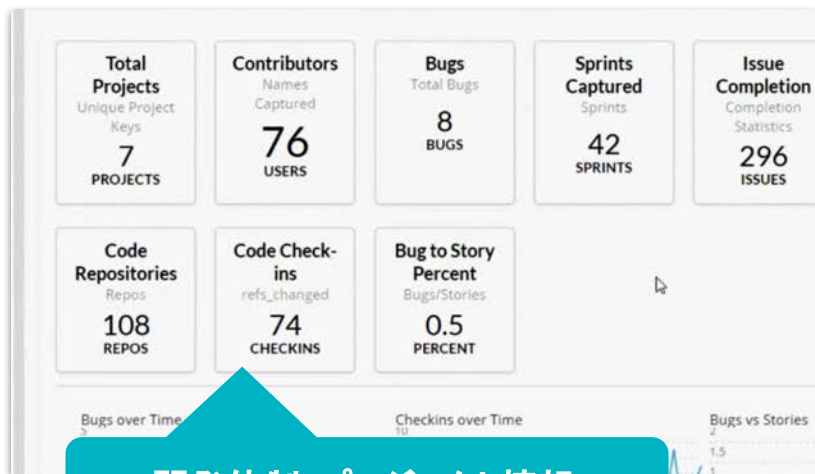 Total
Projects
Unique Project
Keys
7
PROJECTS
Contributors
Names
Captured
76
USERS
Bugs
Total Bugs
8
BUGS
Sprints
Captured
Sprints
42
SPRINTS
Issue
Completion
Completion
Statistics
296
ISSUES
Code
Repositories
Repos
108
REPOS
Code Check-
ins
refs_changed
74
CHECKINS
Bug to Story
Percent
Bugs/Stories
0.5
PERCENT
Bugs over Time
5
Checkins over Time
10
Bugs vs Stories
2
1.5
1